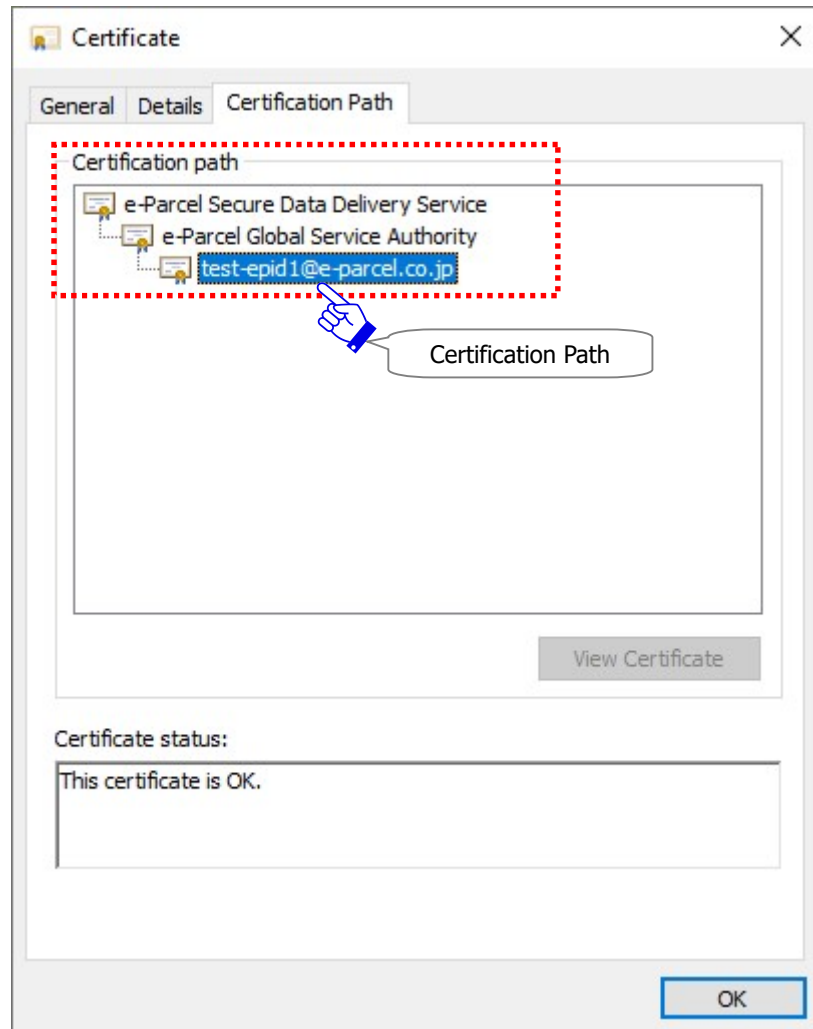 Certificate
General Details Certification Path
Certification path
e-Parcel Secure Data Delivery Service
e-Parcel Global Service Authority
test-epid1@e-parcel.co.jp
Certification Path
View Certificate
Certificate status:
This certificate is OK.
OK